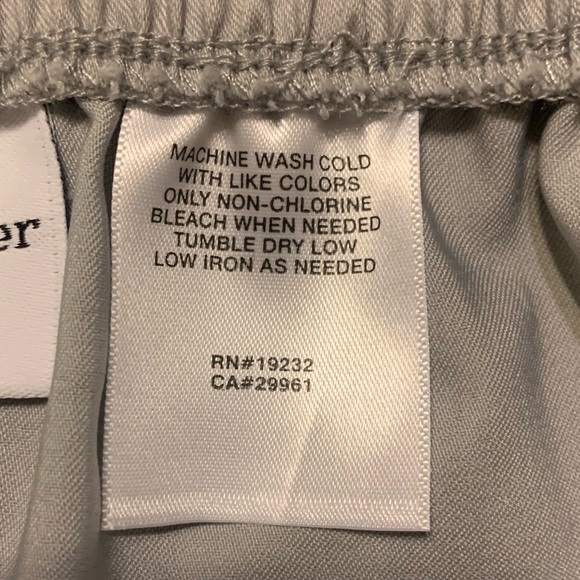 er
MACHINE WASH COLD
WITH LIKE COLORS
ONLY NON-CHLORINE
BLEACH WHEN NEEDED
TUMBLE DRY LOW
LOW IRON AS NEEDED
RN#19232
CA#29961